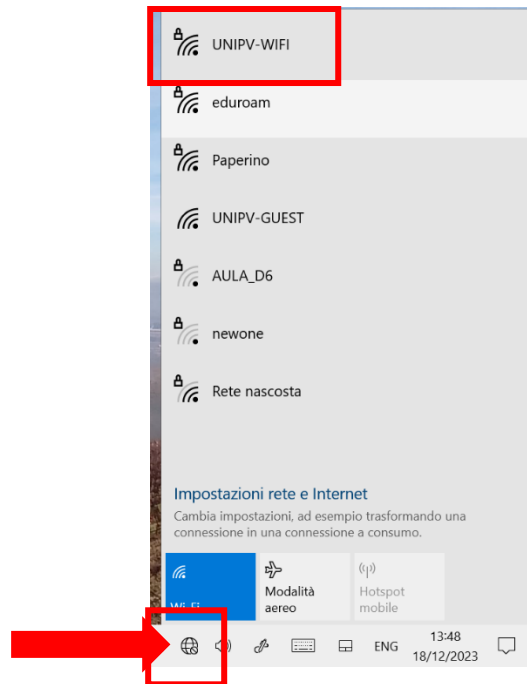 UNIPV-WIFI
eduroam
Paperino
UNIPV-GUEST
AULA_D6
newone
Rete nascosta
Impostazioni rete e Internet
Cambia impostazioni, ad esempio trasformando una
connessione in una connessione a consumo.
Wi-Fi
Modalità
aereo
Hotspot
mobile
ENG
13:48
18/12/2023